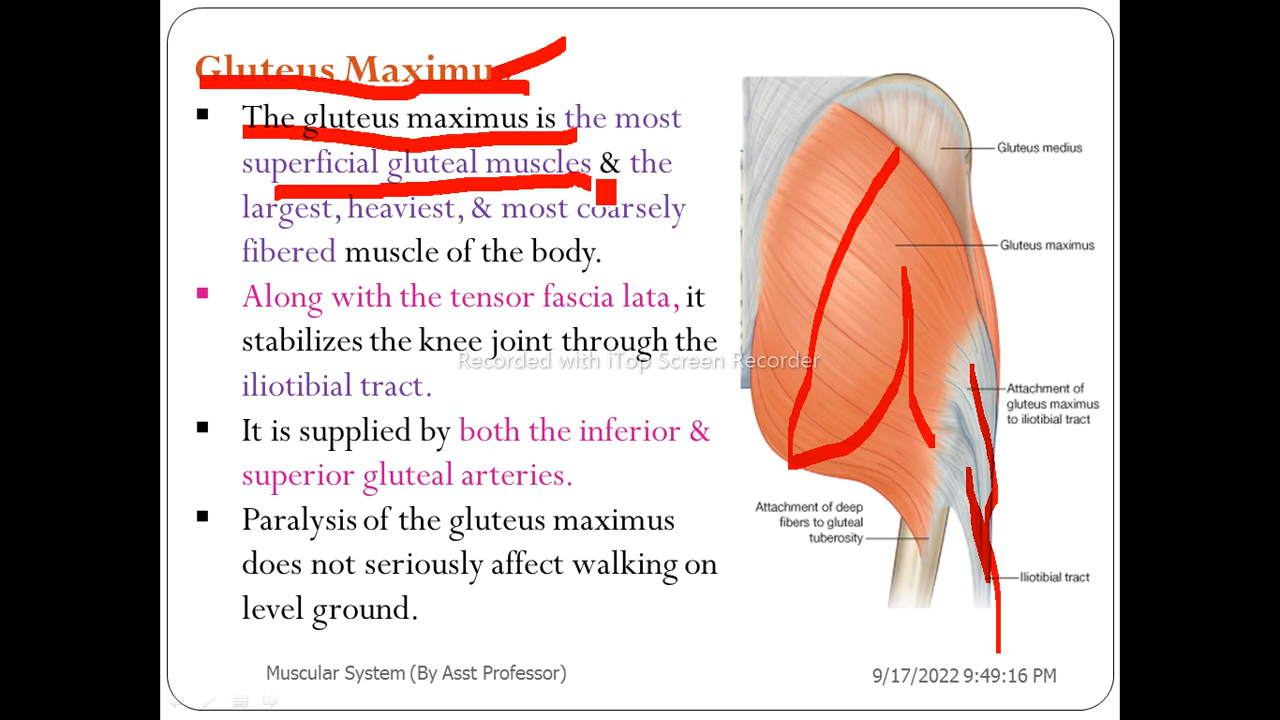 Gluteus Maximus
▪ The gluteus maximus is the most
superficial gluteal muscles & the
largest, heaviest, & most coarsely
fibered muscle of the body.
▪ Along with the tensor fascia lata, it
stabilizes the knee joint through the
iliotibial tract.
▪ It is supplied by both the inferior &
superior gluteal arteries.
▪ Paralysis of the gluteus maximus
does not seriously affect walking on
level ground.
Gluteus medius
Gluteus maximus
Attachment of
gluteus maximus
to iliotibial tract
Attachment of deep
fibers to gluteal
tuberosity
Iliotibial tract
Recorded with iTop Screen Recorder
Muscular System (By Asst Professor)
9/17/2022 9:49:16 PM